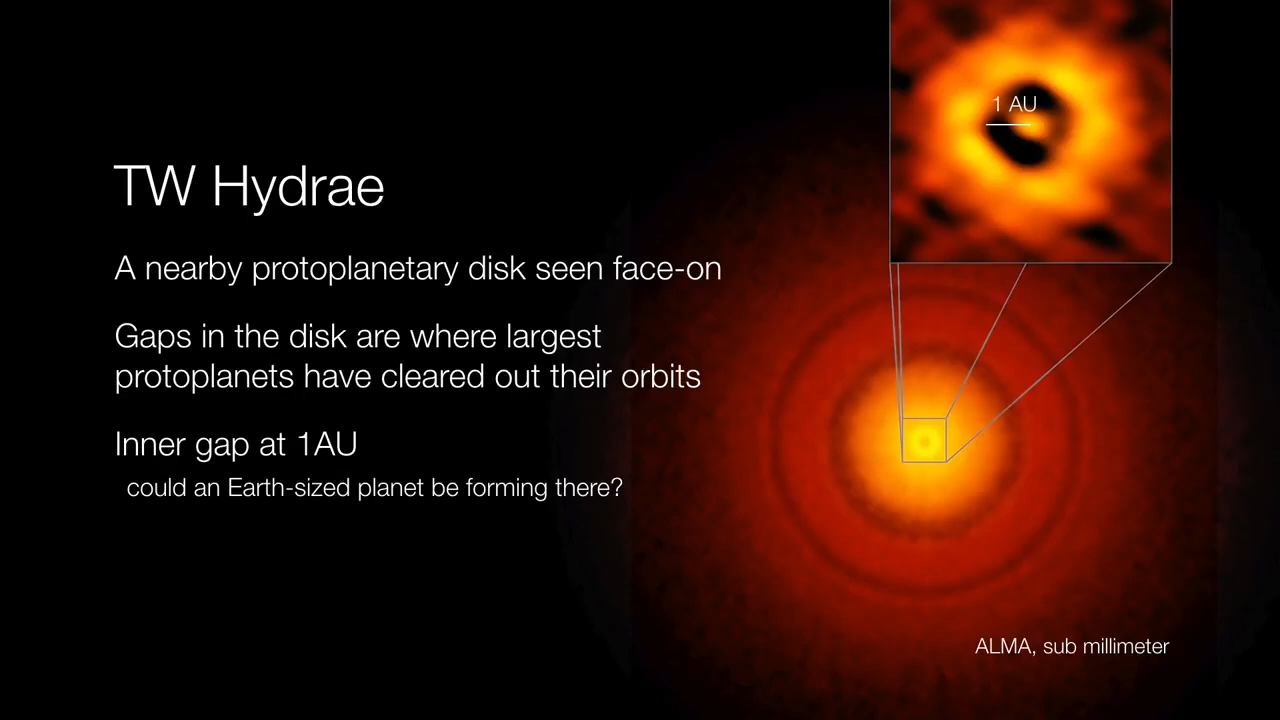 1 AU
TW Hydrae
A nearby protoplanetary disk seen face-on
Gaps in the disk are where largest
protoplanets have cleared out their orbits
Inner gap at 1AU
could an Earth-sized planet be forming there?
ALMA, sub millimeter